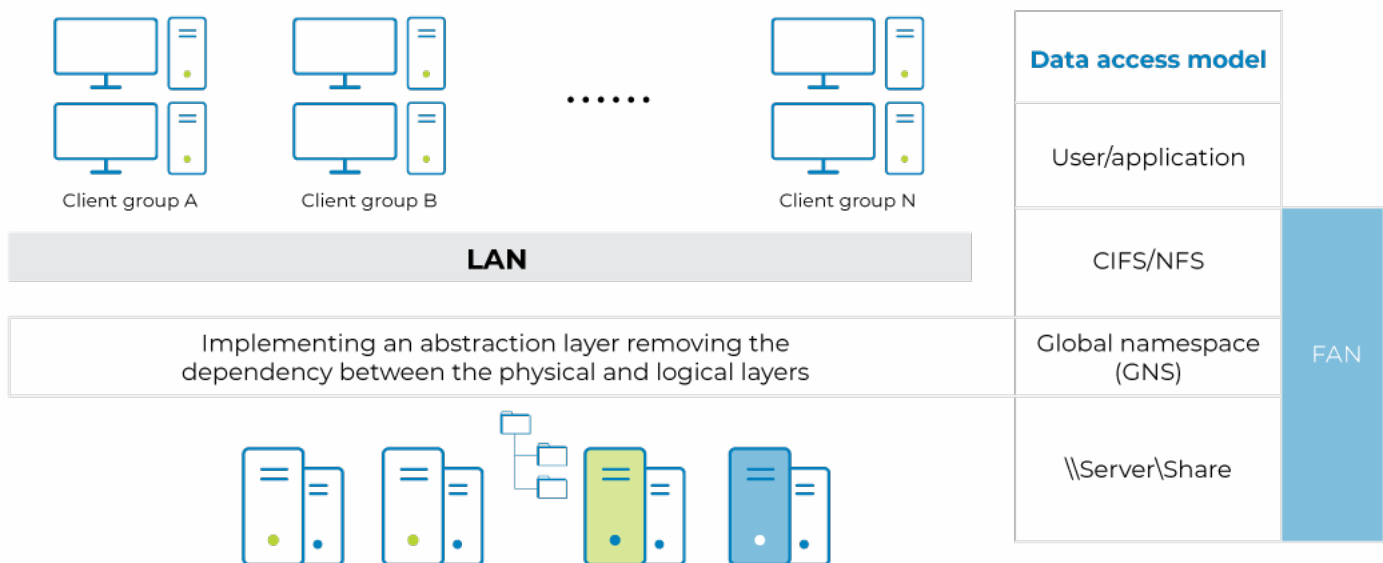 Client group A
Client group B
......
Client group N
LAN
Implementing an abstraction layer removing the
dependency between the physical and logical layers
Data access model
User/application
CIFS/NFS
Global namespace
(GNS)
\\Server\Share
FAN